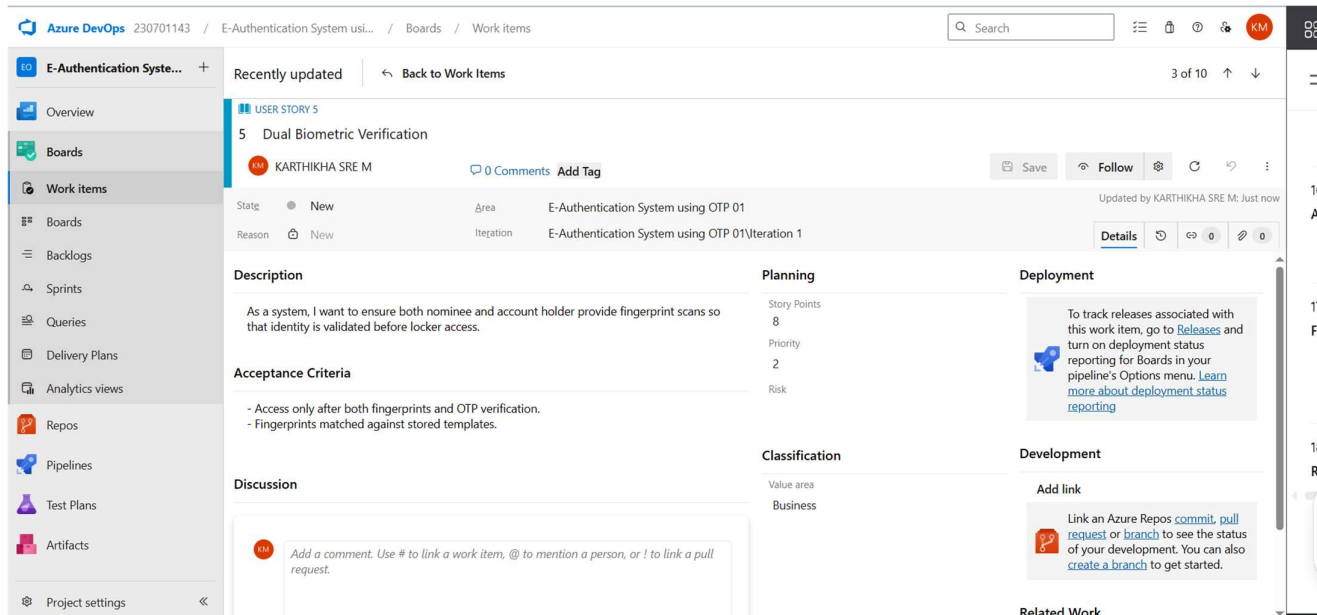 Azure DevOps 230701143 / E-Authentication System usi... / Boards / Work items
Search
KM
EO E-Authentication Syste... +
Overview
Boards
Work items
Boards
Backlogs
Sprints
Queries
Delivery Plans
Analytics views
Repos
Pipelines
Test Plans
Artifacts
Project settings
Recently updated
Back to Work Items
3 of 10
USER STORY 5
5 Dual Biometric Verification
KM KARTHIKHA SRE M
0 Comments Add Tag
Save
Follow
State New
Area E-Authentication System using OTP 01
Updated by KARTHIKHA SRE M: Just now
Reason New
Iteration E-Authentication System using OTP 01\Iteration 1
Details
0
0
Description
As a system, I want to ensure both nominee and account holder provide fingerprint scans so
that identity is validated before locker access.
Acceptance Criteria
- Access only after both fingerprints and OTP verification.
- Fingerprints matched against stored templates.
Discussion
KM
Add a comment. Use # to link a work item, @ to mention a person, or ! to link a pull
request.
Planning
Story Points
8
Priority
2
Risk
Classification
Value area
Business
Deployment
To track releases associated with
this work item, go to Releases and
turn on deployment status
reporting for Boards in your
pipeline's Options menu. Learn
more about deployment status
reporting
Development
Add link
Link an Azure Repos commit, pull
request or branch to see the status
of your development. You can also
create a branch to get started.
Related Work